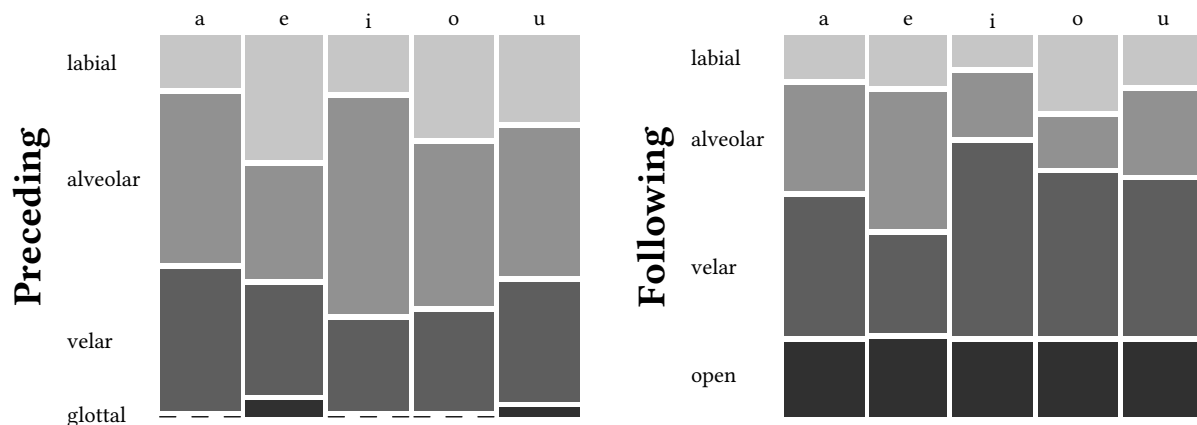 a e i o u
labial
alveolar
velar
glottal
Preceding
a e i o u
labial
alveolar
velar
open
Following